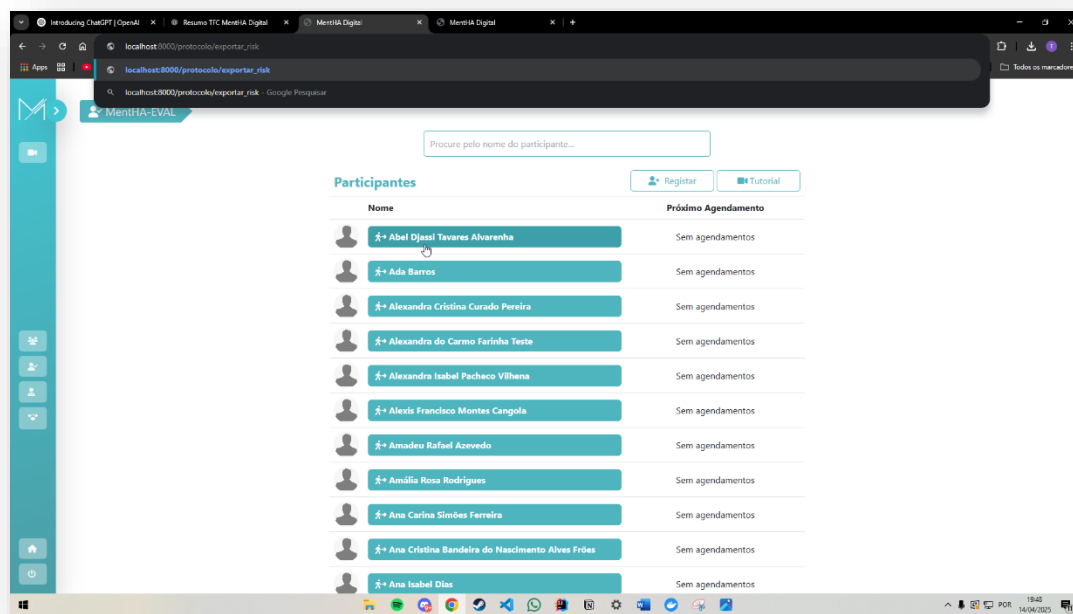 Introducing ChatGPT | OpenAI
Resumo TFC MentHA Digital
MentHA Digital
MentHA Digital
localhost:8000/protocolo/exportar_risk
Apps
localhost:8000/protocolo/exportar_risk
Todos os marcadore
localhost:8000/protocolo/exportar_risk - Google Pesquisar
MentHA-EVAL
Procure pelo nome do participante...
Participantes
Registar
Tutorial
Nome
Próximo Agendamento
Abel Djassi Tavares Alvarenha
Sem agendamentos
Ada Barros
Sem agendamentos
Alexandra Cristina Curado Pereira
Sem agendamentos
Alexandra do Carmo Farinha Teste
Sem agendamentos
Alexandra Isabel Pacheco Vilhena
Sem agendamentos
Alexis Francisco Montes Cangola
Sem agendamentos
Amadeu Rafael Azevedo
Sem agendamentos
Amália Rosa Rodrigues
Sem agendamentos
Ana Carina Simões Ferreira
Sem agendamentos
Ana Cristina Bandeira do Nascimento Alves Fróes
Sem agendamentos
Ana Isabel Dias
Sem agendamentos
POR
19:48
14/04/2025